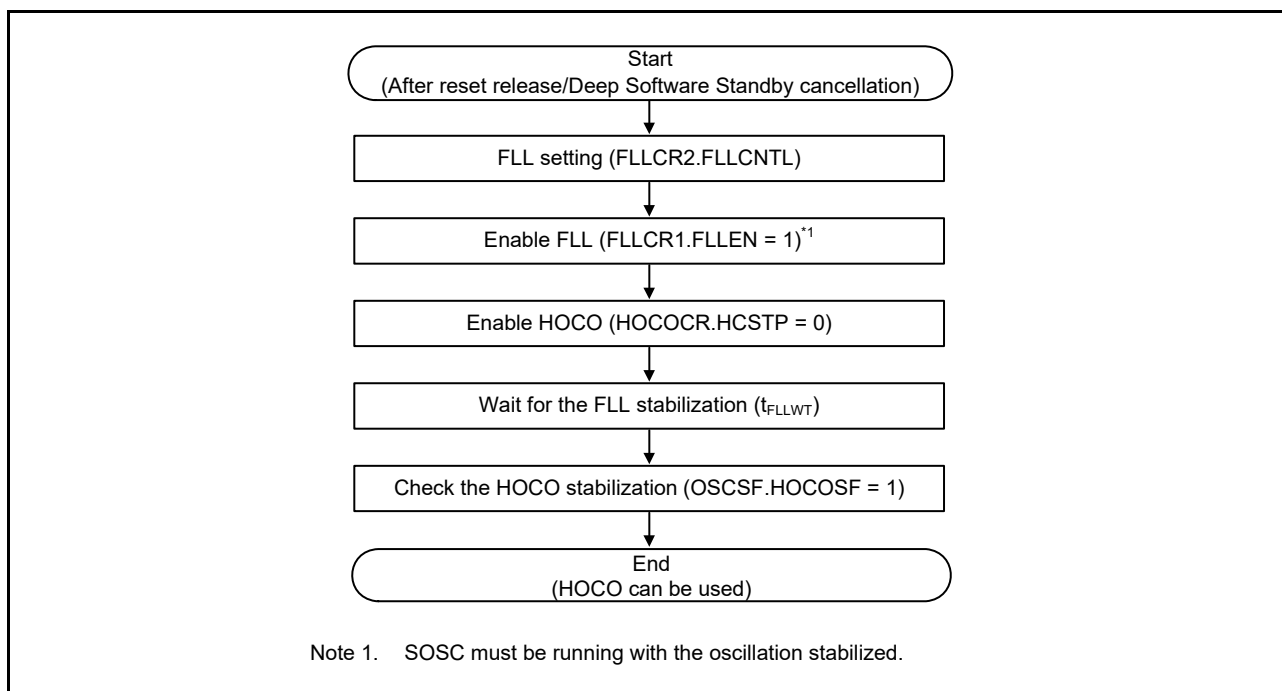 Start
(After reset release/Deep Software Standby cancellation)
FLL setting (FLLCR2.FLLCNTL)
Enable FLL (FLLCR1.FLLEN = 1)*1
Enable HOCO (HOCOCR.HCSTP = 0)
Wait for the FLL stabilization (tFLLWT)
Check the HOCO stabilization (OSCSF.HOCOSF = 1)
End
(HOCO can be used)
Note 1. SOSC must be running with the oscillation stabilized.